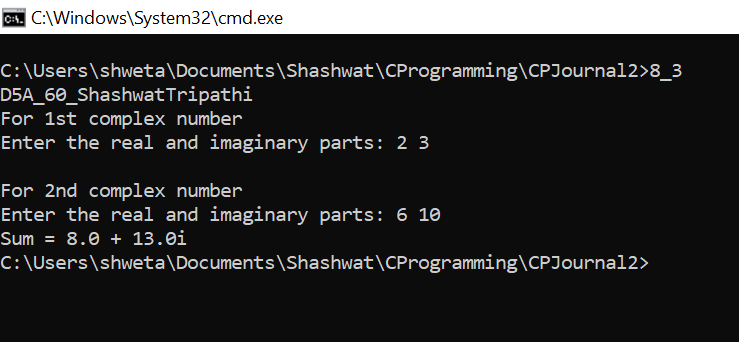 C:\Windows\System32\cmd.exe
C:\Users\shweta\Documents\Shashwat\CProgramming\CPJournal2>8_3
D5A_60_ShashwatTripathi
For 1st complex number
Enter the real and imaginary parts: 2 3
For 2nd complex number
Enter the real and imaginary parts: 6 10
Sum = 8.0 + 13.0i
C:\Users\shweta\Documents\Shashwat\CProgramming\CPJournal2>